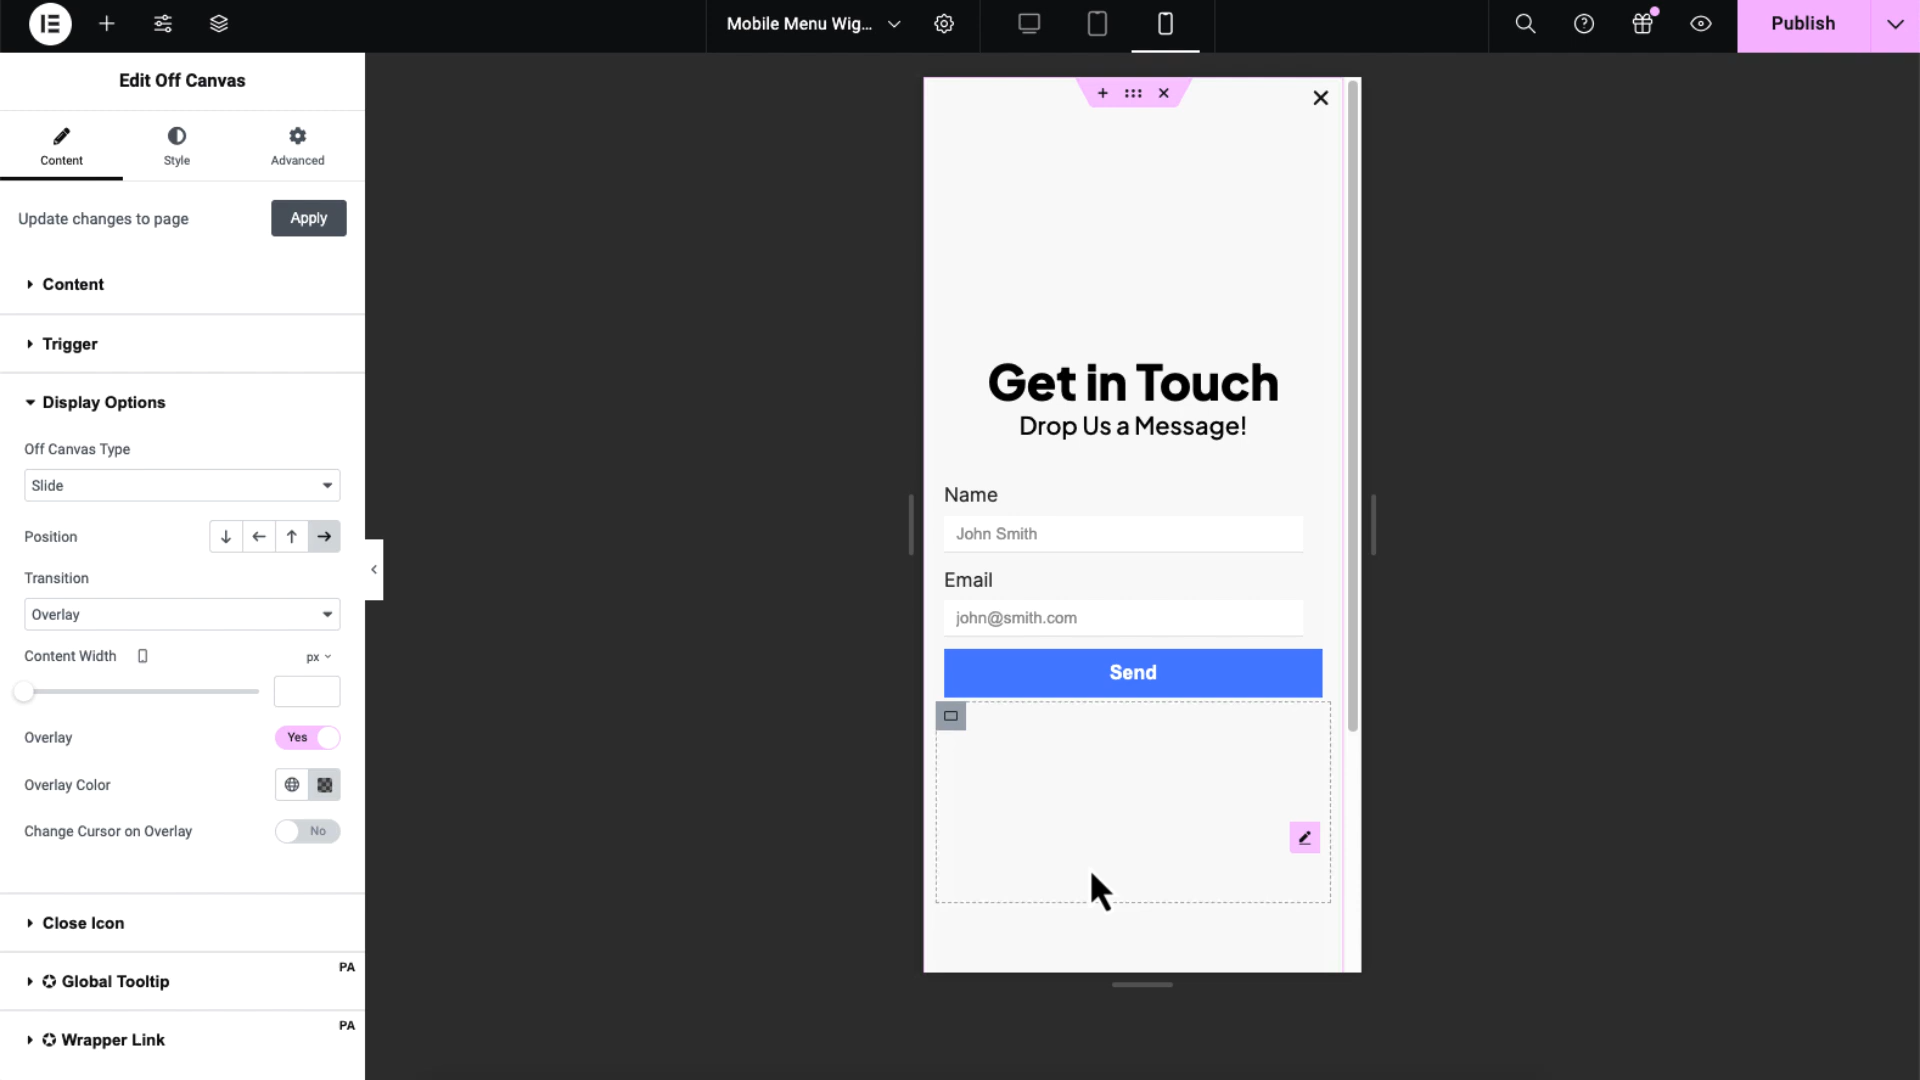 Mobile Menu Wig...
Publish
Edit Off Canvas
Content
Style
Advanced
Update changes to page
Apply
Content
Trigger
Display Options
Off Canvas Type
Slide
Position
Transition
Overlay
Content Width
px
Overlay
Yes
Overlay Color
Change Cursor on Overlay
No
Close Icon
Global Tooltip
PA
Wrapper Link
PA
Get in Touch
Drop Us a Message!
Name
John Smith
Email
john@smith.com
Send